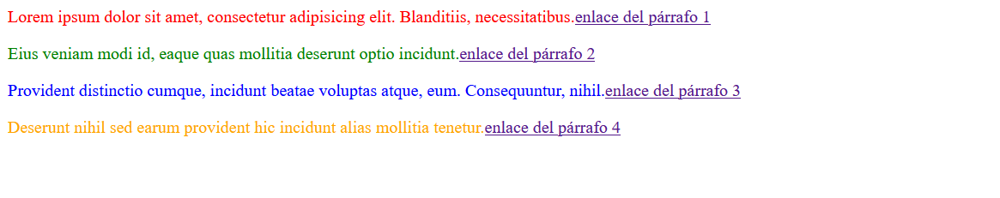 Lorem ipsum dolor sit amet, consectetur adipisicing elit. Blanditiis, necessitatibus.enlace del párrafo 1
Eius veniam modi id, eaque quas mollitia deserunt optio incidunt.enlace del párrafo 2
Provident distinctio cumque, incidunt beatae voluptas atque, eum. Consequuntur, nihil.enlace del párrafo 3
Deserunt nihil sed earum provident hic incidunt alias mollitia tenetur.enlace del párrafo 4